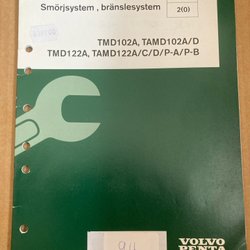 Smörjsystem, bränslesystem
2(0)
TMD102A, TAMD102A/D
TMD122A, TAMD122A/C/D/P-A/P-B
VOLVO
PENTA